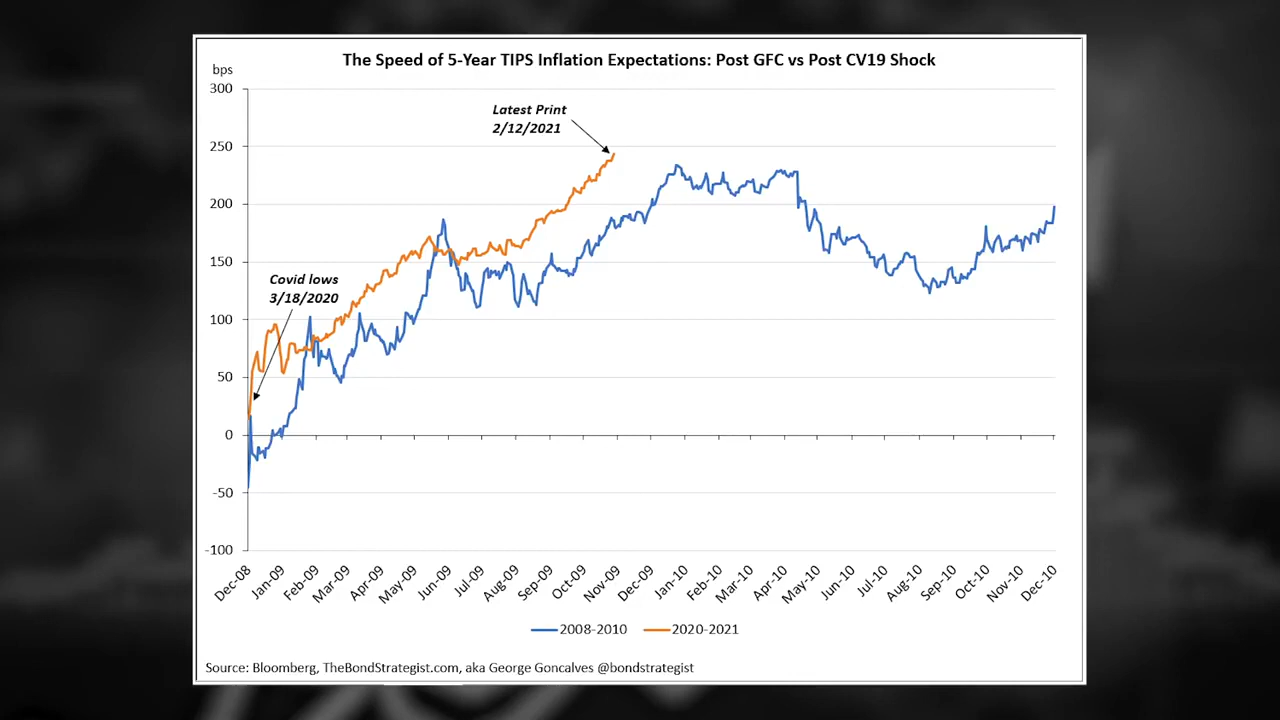 The Speed of 5-Year TIPS Inflation Expectations: Post GFC vs Post CV19 Shock
bps
300
250
200
150
100
50
0
-50
-100
Latest Print
2/12/2021
Covid lows
3/18/2020
Dec-08
Jan-09
Feb-09
Mar-09
Apr-09
May-09
Jun-09
Jul-09
Aug-09
Sep-09
Oct-09
Nov-09
Dec-09
Jan-10
Feb-10
Mar-10
Apr-10
May-10
Jun-10
Jul-10
Aug-10
Sep-10
Oct-10
Nov-10
Dec-10
2008-2010
2020-2021
Source: Bloomberg, TheBondStrategist.com, aka George Goncalves @bondstrategist